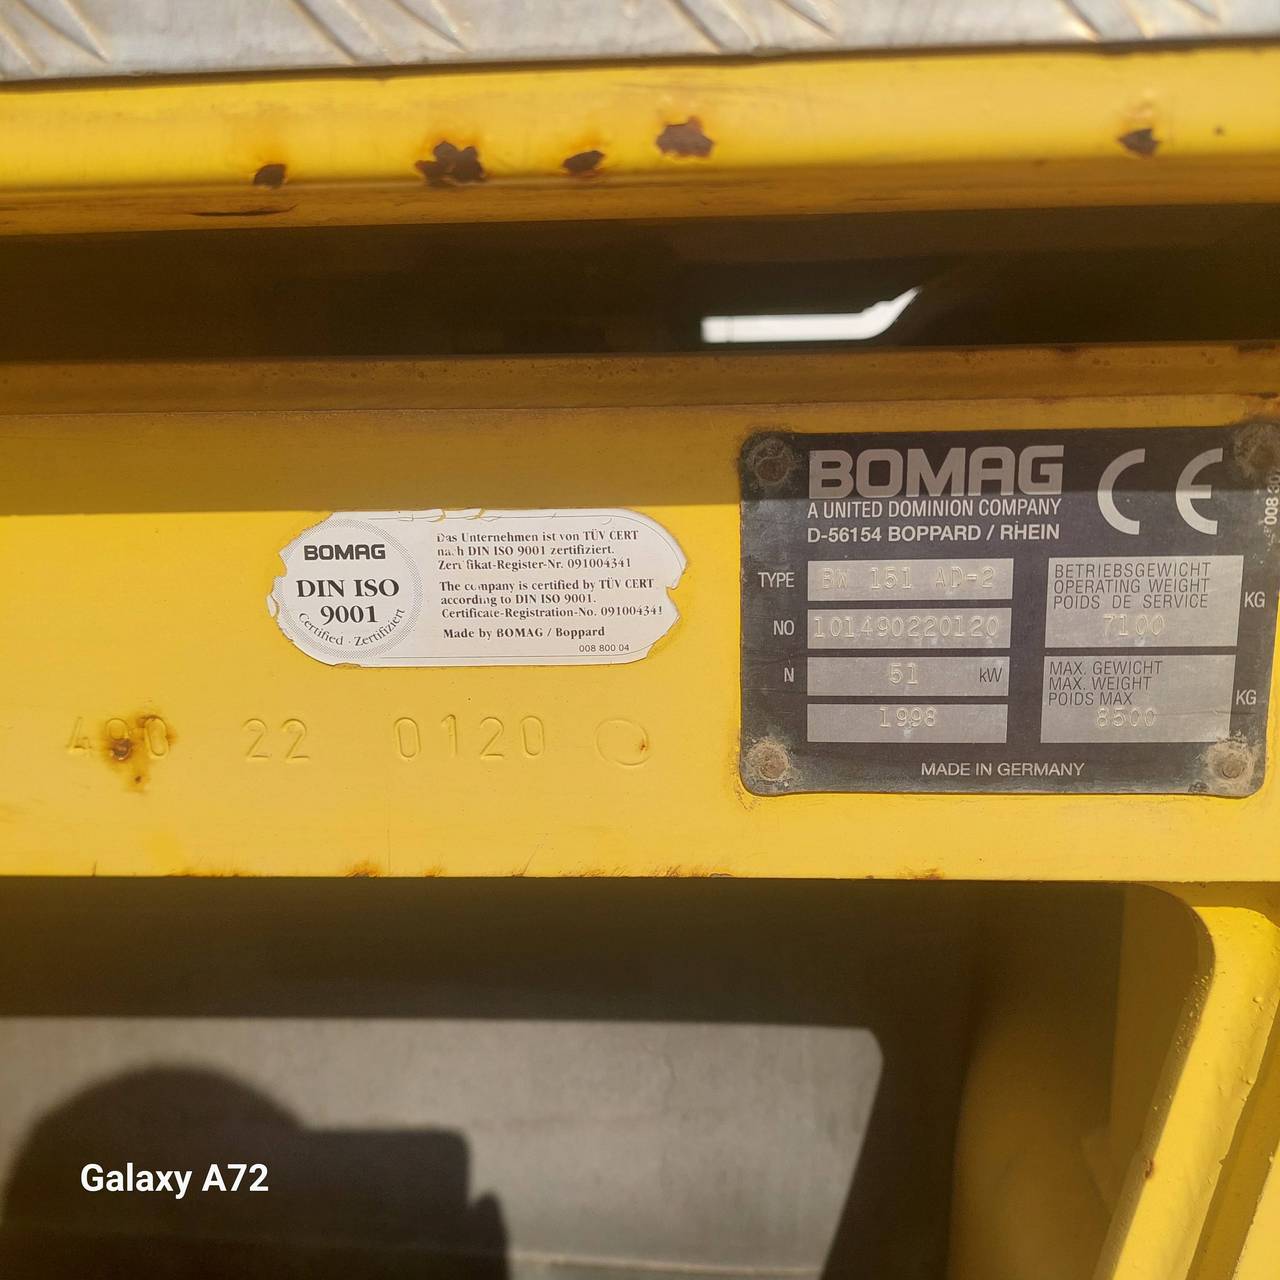 BOMAG
DIN ISO
9001
Certified · Zertifiziert
Das Unternehmen ist von TÜV CERT
nach DIN ISO 9001 zertifiziert.
Zertifikat-Register-Nr. 091004341
The company is certified by TÜV CERT
according to DIN ISO 9001.
Certificate-Registration-No. 091004341
Made by BOMAG / Boppard
008 800 04
490 22 0120
BOMAG CE
A UNITED DOMINION COMPANY
D-56154 BOPPARD / RHEIN
TYPE BW 151 AD-2
NO 101490220120
N 51 kW
1998
BETRIEBSGEWICHT
OPERATING WEIGHT
POIDS DE SERVICE
7100 KG
MAX. GEWICHT
MAX. WEIGHT
POIDS MAX
8500 KG
MADE IN GERMANY
Galaxy A72